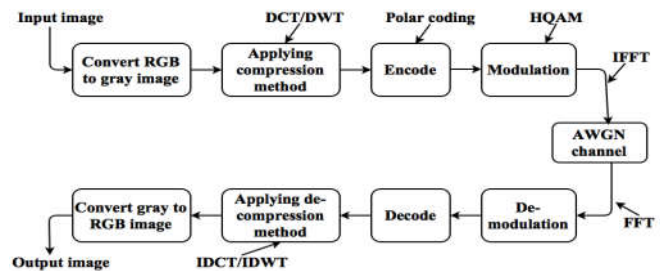 Input image
DCT/DWT
Polar coding
HQAM
Convert RGB
to gray image
Applying
compression
method
Encode
Modulation
IFFT
AWGN
channel
FFT
De-
modulation
Decode
Applying de-
compression
method
Convert gray to
RGB image
Output image
IDCT/IDWT